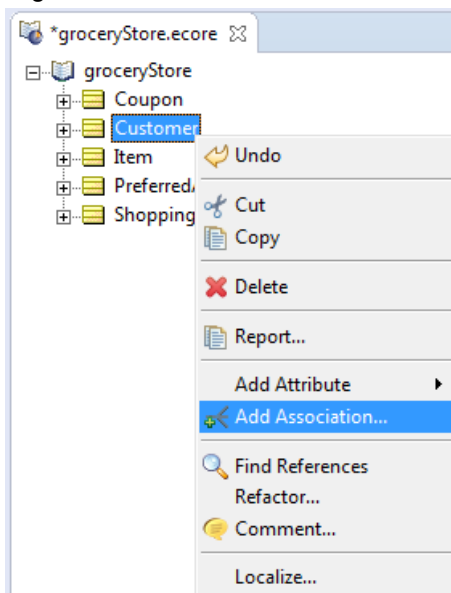 *groceryStore.ecore
groceryStore
Coupon
Customer
Item
Preferred
Shopping
Undo
Cut
Copy
Delete
Report...
Add Attribute
Add Association...
Find References
Refactor...
Comment...
Localize...